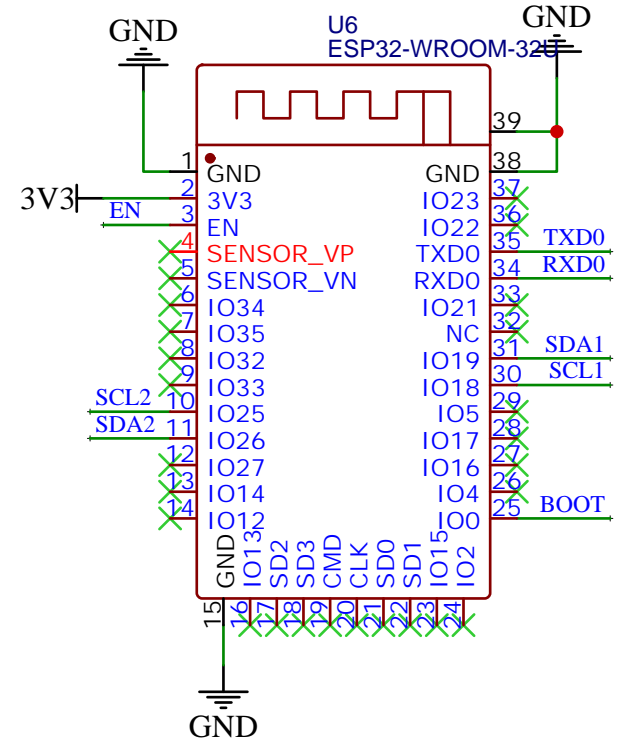 GND
U6
GND
ESP32-WROOM-32U
39
1
GND
GND
38
3V3
2
3V3
IO23
37
EN
3
EN
IO22
36
4
SENSOR_VP
TXD0
35
TXD0
5
SENSOR_VN
RXD0
34
RXD0
6
IO34
IO21
33
7
IO35
NC
32
8
IO32
IO19
31
SDA1
9
IO33
IO18
30
SCL1
SCL2
10
IO25
IO5
29
SDA2
11
IO26
IO17
28
12
IO27
IO16
27
13
IO14
IO4
26
14
IO12
IO0
25
BOOT
GND
IO13
SD2
SD3
CMD
CLK
SD0
SD1
IO15
IO2
15
16
17
18
19
20
21
22
23
24
GND